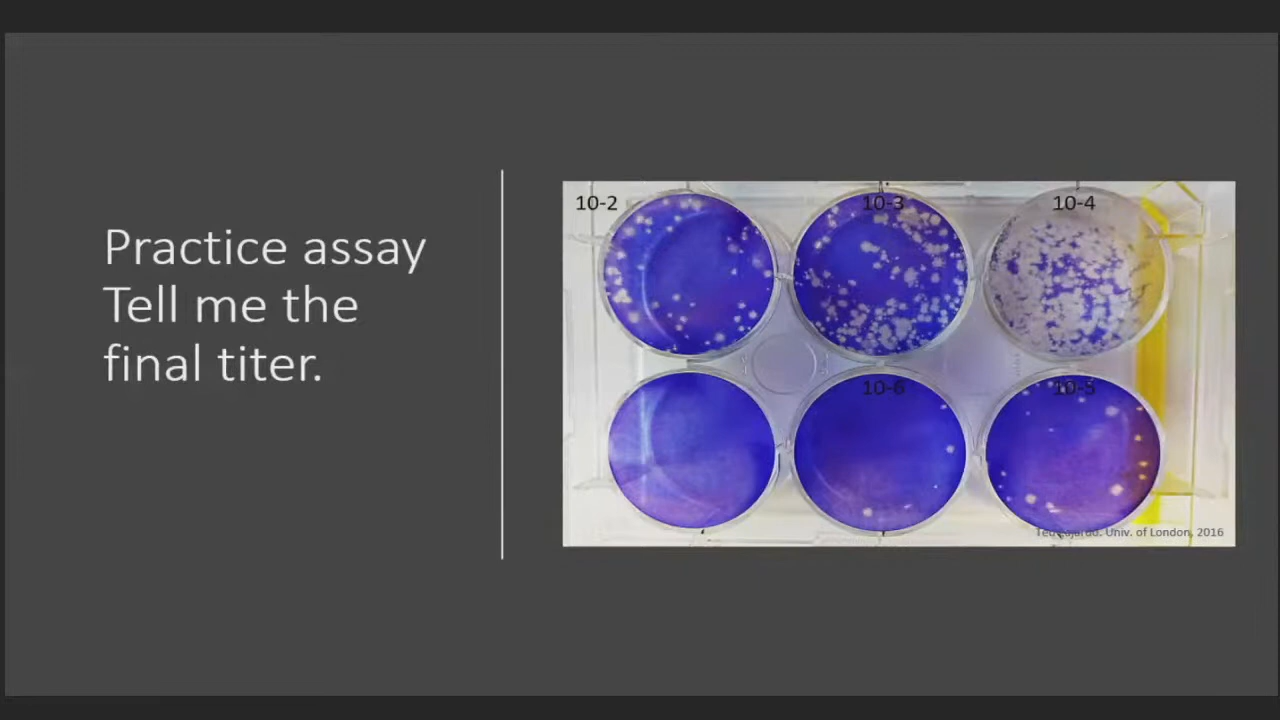 Practice assay
Tell me the
final titer.
10-2
10-3
10-4
10-6
10-5
Univ. of London, 2016